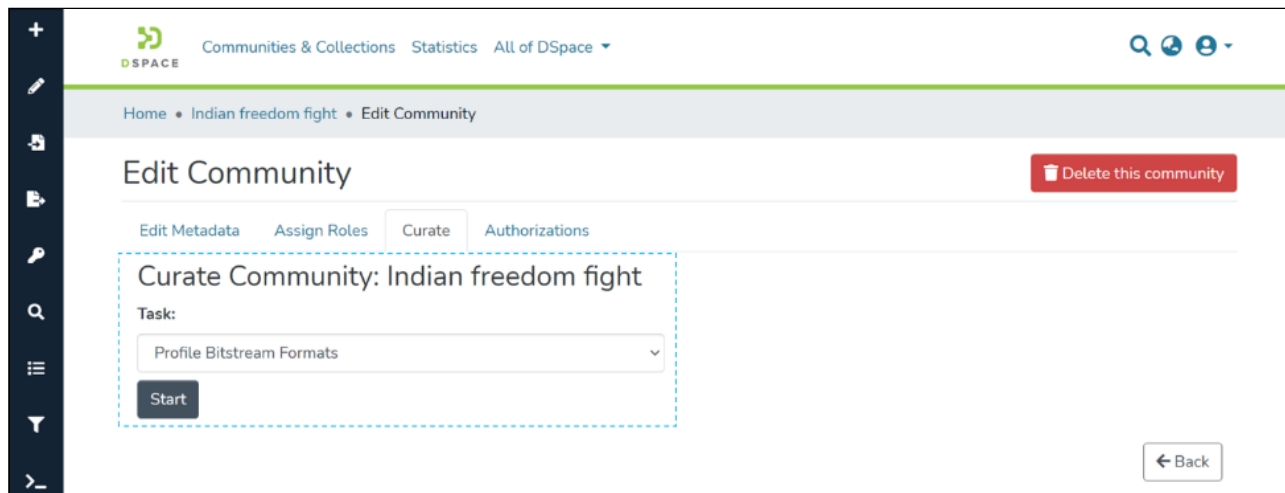 DSPACE
Communities & Collections Statistics All of DSpace
Home • Indian freedom fight • Edit Community
Edit Community
Delete this community
Edit Metadata Assign Roles Curate Authorizations
Curate Community: Indian freedom fight
Task:
Profile Bitstream Formats
Start
Back